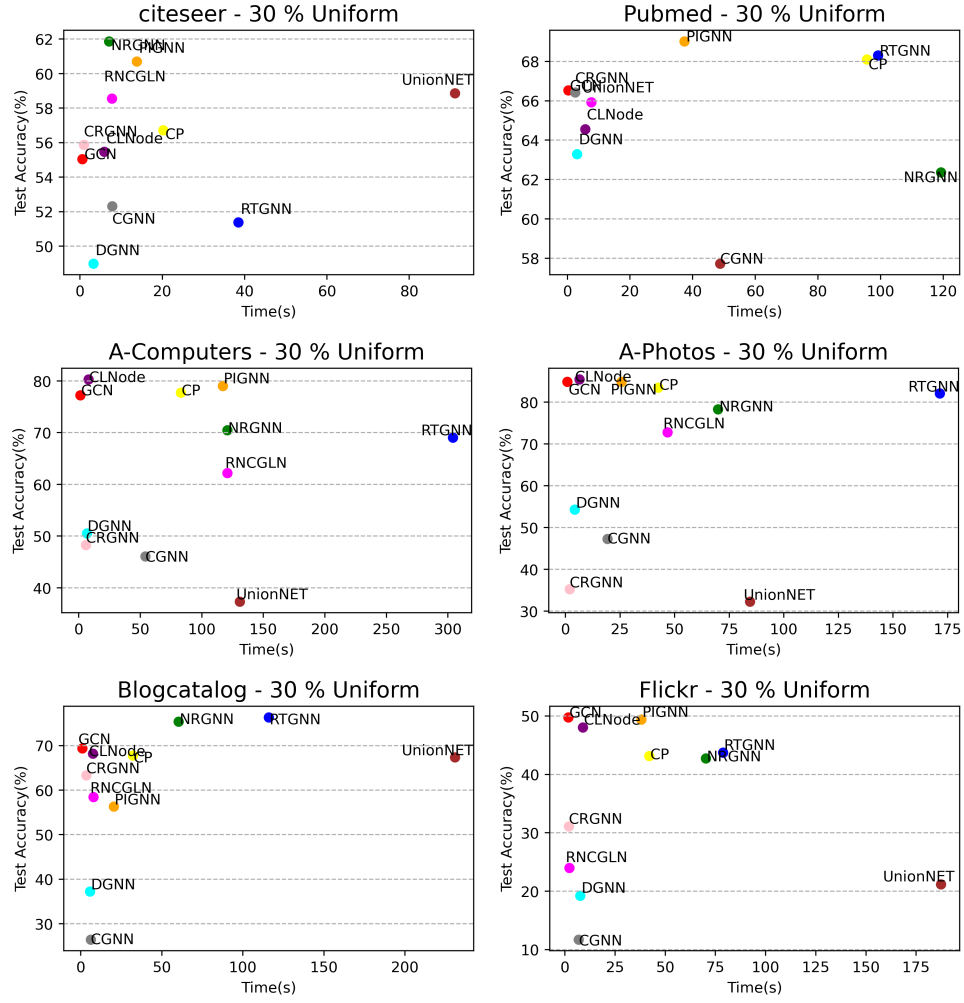 citeseer - 30 % Uniform
62
60
58
56
54
52
50
Test Accuracy(%)
NRGNN
PIGNN
RNCGLN
UnionNET
CRGNN
CLNode
CP
GCN
CGNN
RTGNN
DGNN
0
20
40
60
80
Time(s)
Pubmed - 30 % Uniform
68
66
64
62
60
58
Test Accuracy(%)
PIGNN
RTGNN
CP
CRGNN
GCN
UnionNET
CLNode
DGNN
NRGNN
CGNN
0
20
40
60
80
100
120
Time(s)
A-Computers - 30 % Uniform
80
70
60
50
40
Test Accuracy(%)
CLNode
PIGNN
GCN
CP
NRGNN
RTGNN
RNCGLN
DGNN
CRGNN
CGNN
UnionNET
0
50
100
150
200
250
300
Time(s)
A-Photos - 30 % Uniform
80
70
60
50
40
30
Test Accuracy(%)
CLNode
GCN
PIGNN
CP
RTGNN
NRGNN
RNCGLN
DGNN
CGNN
CRGNN
UnionNET
0
25
50
75
100
125
150
175
Time(s)
Blogcatalog - 30 % Uniform
70
60
50
40
30
Test Accuracy(%)
NRGNN
RTGNN
GCN
CLNode
CP
UnionNET
CRGNN
RNCGLN
PIGNN
DGNN
CGNN
0
50
100
150
200
Time(s)
Flickr - 30 % Uniform
50
40
30
20
10
Test Accuracy(%)
GCN
PIGNN
CLNode
RTGNN
CP
NRGNN
CRGNN
RNCGLN
UnionNET
DGNN
CGNN
0
25
50
75
100
125
150
175
Time(s)